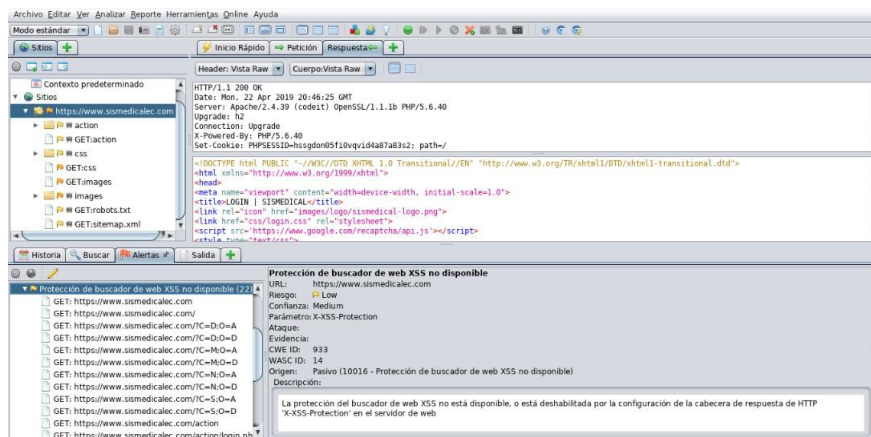 Archivo Editar Ver Analizar Reporte Herramientas Online Ayuda
Modo estándar
Sitios
Inicio Rápido Petición Respuesta
Header: Vista Raw Cuerpo:Vista Raw
Contexto predeterminado
Sitios
https://www.sismedicalec.com
action
GET:action
css
GET:css
GET:images
images
GET:robots.txt
GET:sitemap.xml
HTTP/1.1 200 OK
Date: Mon, 22 Apr 2019 20:46:25 GMT
Server: Apache/2.4.39 (codeit) OpenSSL/1.1.1b PHP/5.6.40
Upgrade: h2
Connection: Upgrade
X-Powered-By: PHP/5.6.40
Set-Cookie: PHPSESSID=hssgdon05fi0vqvid4a87a83s2; path=/
<!DOCTYPE html PUBLIC "-//W3C//DTD XHTML 1.0 Transitional//EN" "http://www.w3.org/TR/xhtml1/DTD/xhtml1-transitional.dtd">
<html xmlns="http://www.w3.org/1999/xhtml">
<head>
<meta name="viewport" content="width=device-width, initial-scale=1.0">
<title>LOGIN | SISMEDICAL</title>
<link rel="icon" href="images/logo/sismedical-logo.png">
<link href="css/login.css" rel="stylesheet">
<script src='https://www.google.com/recaptcha/api.js'></script>
<style type="text/css">
Historia Buscar Alertas Salida
Protección de buscador de web XSS no disponible (22)
GET: https://www.sismedicalec.com
GET: https://www.sismedicalec.com/
GET: https://www.sismedicalec.com/?C=D;O=A
GET: https://www.sismedicalec.com/?C=D;O=D
GET: https://www.sismedicalec.com/?C=M;O=A
GET: https://www.sismedicalec.com/?C=M;O=D
GET: https://www.sismedicalec.com/?C=N;O=A
GET: https://www.sismedicalec.com/?C=N;O=D
GET: https://www.sismedicalec.com/?C=S;O=A
GET: https://www.sismedicalec.com/?C=S;O=D
GET: https://www.sismedicalec.com/action
GET: https://www.sismedicalec.com/action/login.ph
Protección de buscador de web XSS no disponible
URL: https://www.sismedicalec.com
Riesgo: Low
Confianza: Medium
Parámetro: X-XSS-Protection
Ataque:
Evidencia:
CWE ID: 933
WASC ID: 14
Origen: Pasivo (10016 - Protección de buscador de web XSS no disponible)
Descripción:
La protección del buscador de web XSS no está disponible, o está deshabilitada por la configuración de la cabecera de respuesta de HTTP
'X-XSS-Protection' en el servidor de web